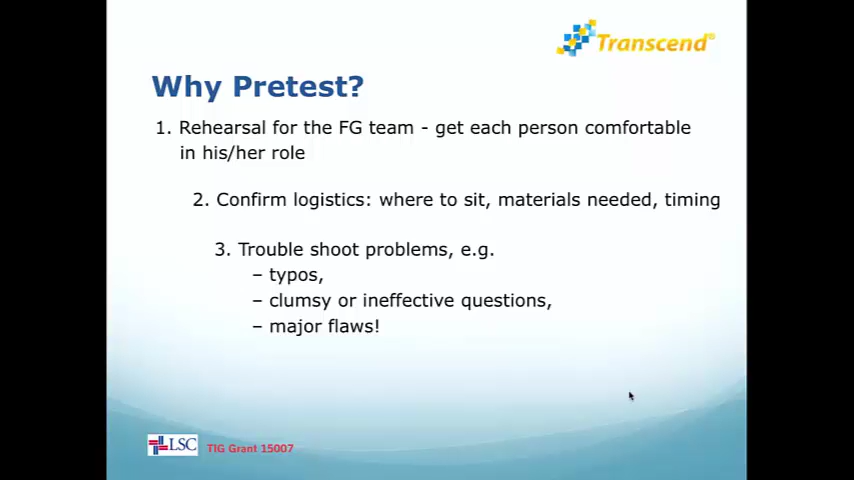 Transcend®
Why Pretest?
1. Rehearsal for the FG team - get each person comfortable
in his/her role
2. Confirm logistics: where to sit, materials needed, timing
3. Trouble shoot problems, e.g.
– typos,
– clumsy or ineffective questions,
– major flaws!
LSC TIG Grant 15007